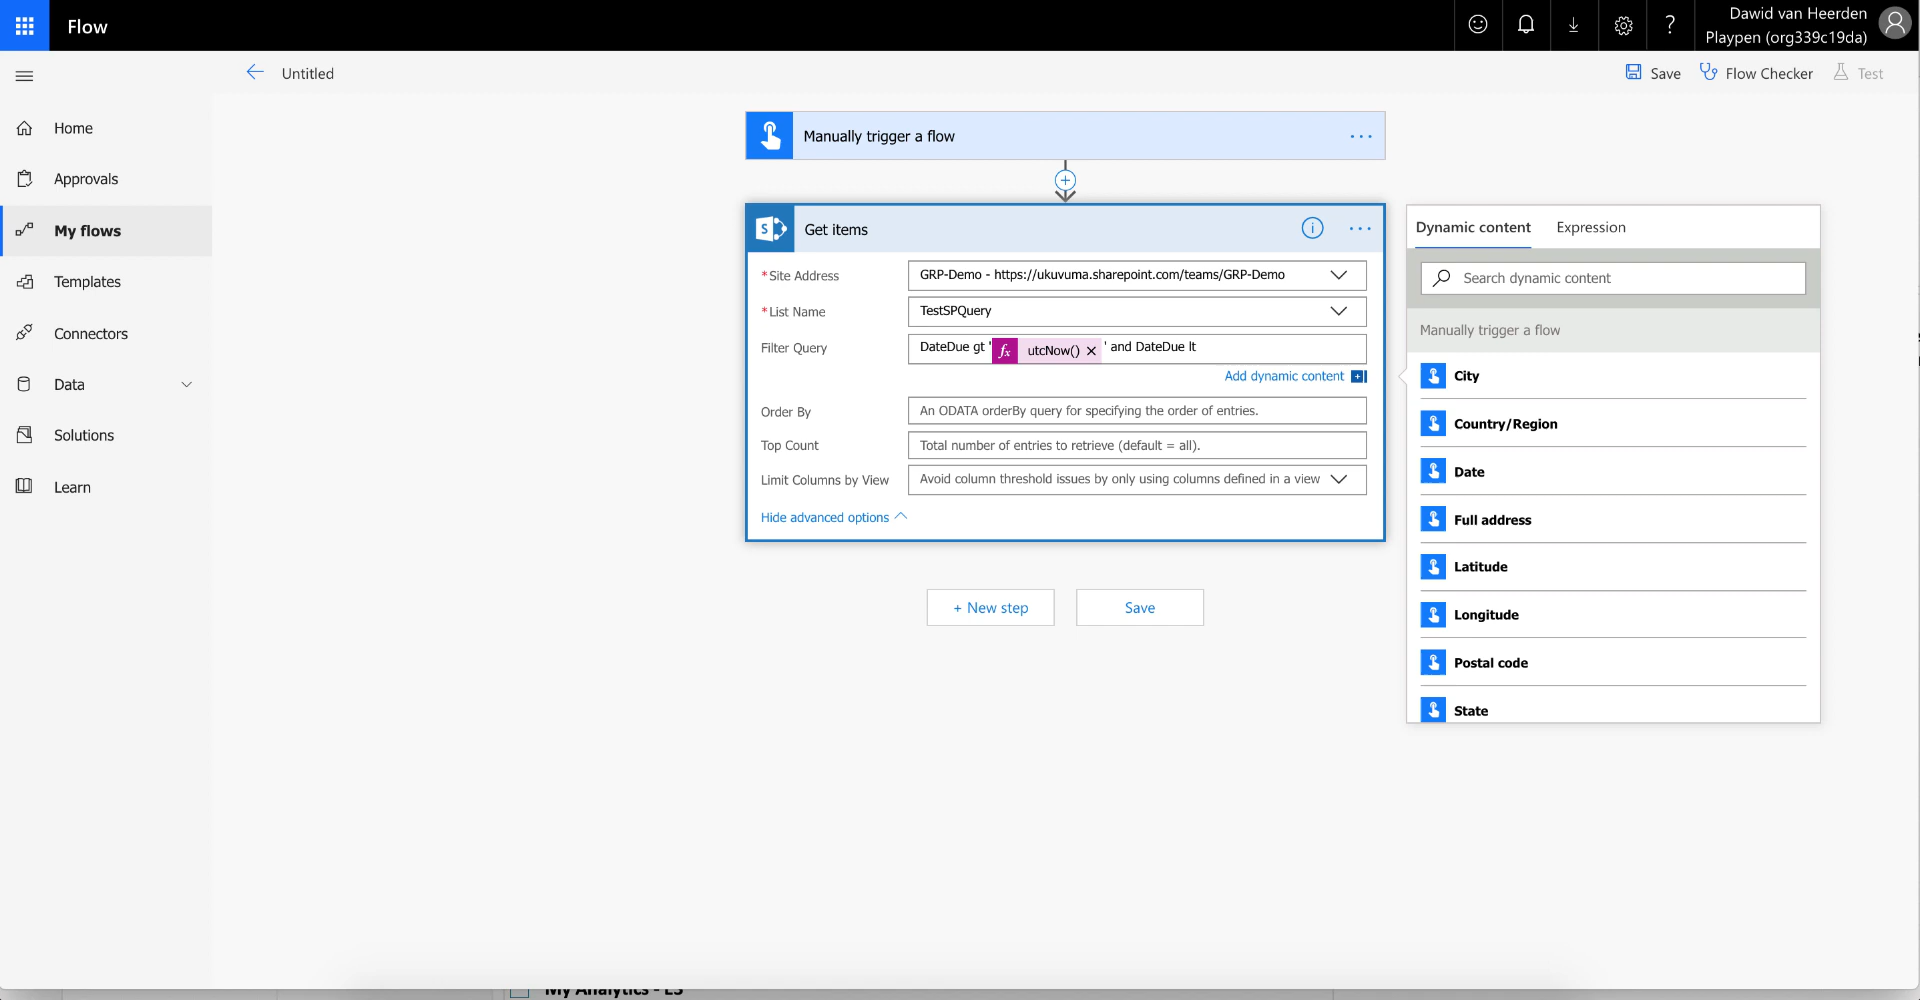 Flow
Dawid van Heerden
Playpen (org339c19da)
Untitled
Save
Flow Checker
Test
Home
Approvals
My flows
Templates
Connectors
Data
Solutions
Learn
Manually trigger a flow
Get items
*Site Address
GRP-Demo - https://ukuvuma.sharepoint.com/teams/GRP-Demo
*List Name
TestSPQuery
Filter Query
DateDue gt ' fx utcNow() × ' and DateDue lt
Add dynamic content
Order By
An ODATA orderBy query for specifying the order of entries.
Top Count
Total number of entries to retrieve (default = all).
Limit Columns by View
Avoid column threshold issues by only using columns defined in a view
Hide advanced options
+ New step
Save
Dynamic content
Expression
Search dynamic content
Manually trigger a flow
City
Country/Region
Date
Full address
Latitude
Longitude
Postal code
State